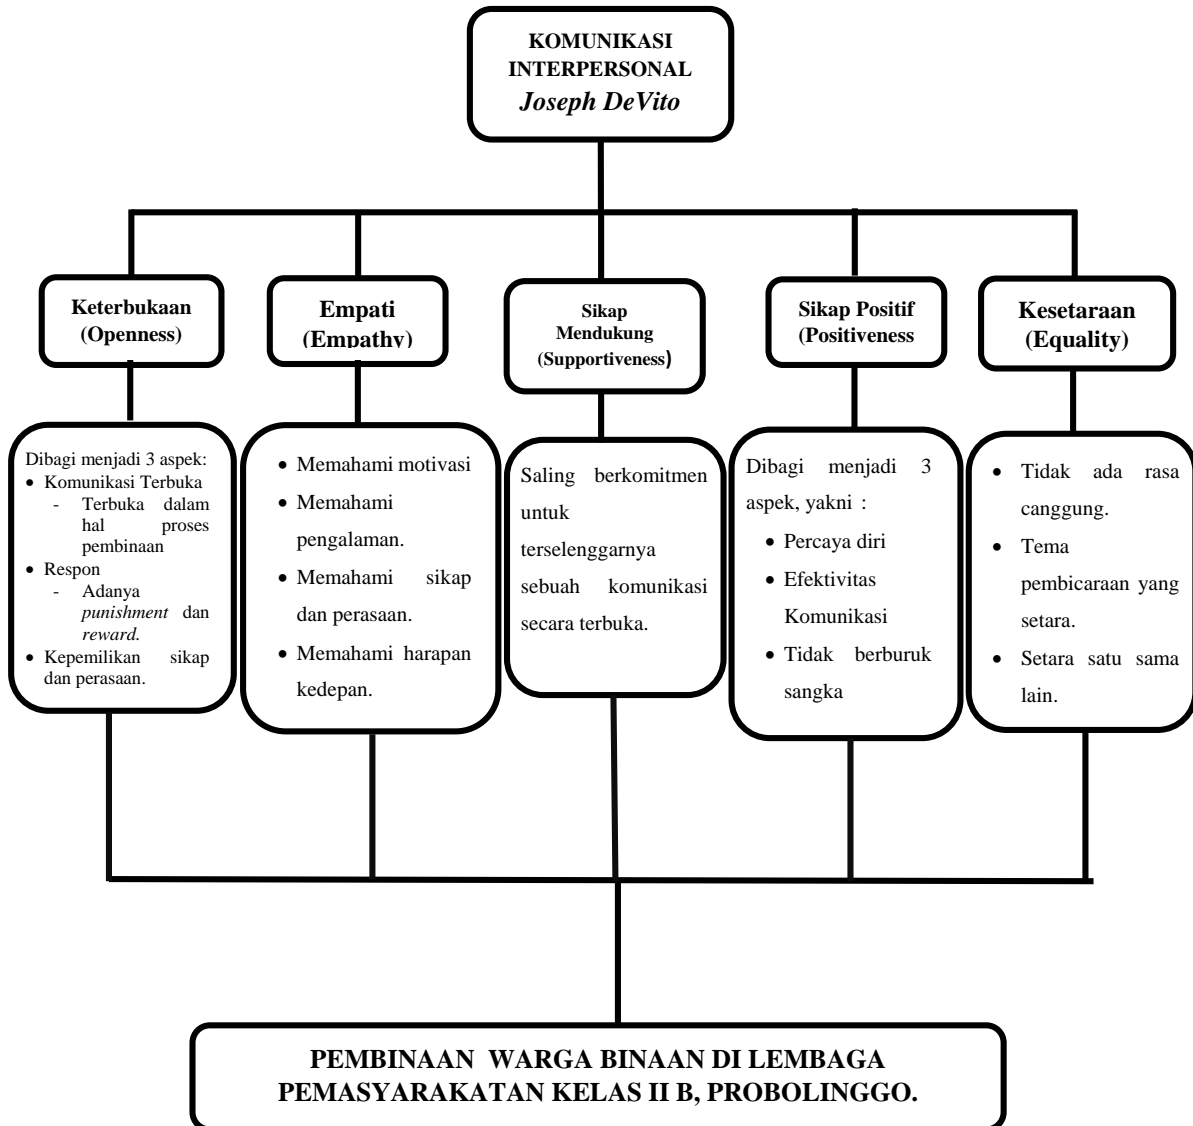 KOMUNIKASI
INTERPERSONAL
Joseph DeVito
Keterbukaan
(Openness)
Empati
(Empathy)
Sikap
Mendukung
(Supportiveness)
Sikap Positif
(Positiveness
Kesetaraan
(Equality)
Dibagi menjadi 3 aspek:
• Komunikasi Terbuka
- Terbuka dalam
hal proses
pembinaan
• Respon
- Adanya
punishment dan
reward.
• Kepemilikan sikap
dan perasaan.
• Memahami motivasi
• Memahami
pengalaman.
• Memahami sikap
dan perasaan.
• Memahami harapan
kedepan.
Saling berkomitmen
untuk
terselenggarnya
sebuah komunikasi
secara terbuka.
Dibagi menjadi 3
aspek, yakni :
• Percaya diri
• Efektivitas
Komunikasi
• Tidak berburuk
sangka
• Tidak ada rasa
canggung.
• Tema
pembicaraan yang
setara.
• Setara satu sama
lain.
PEMBINAAN WARGA BINAAN DI LEMBAGA
PEMASYARAKATAN KELAS II B, PROBOLINGGO.